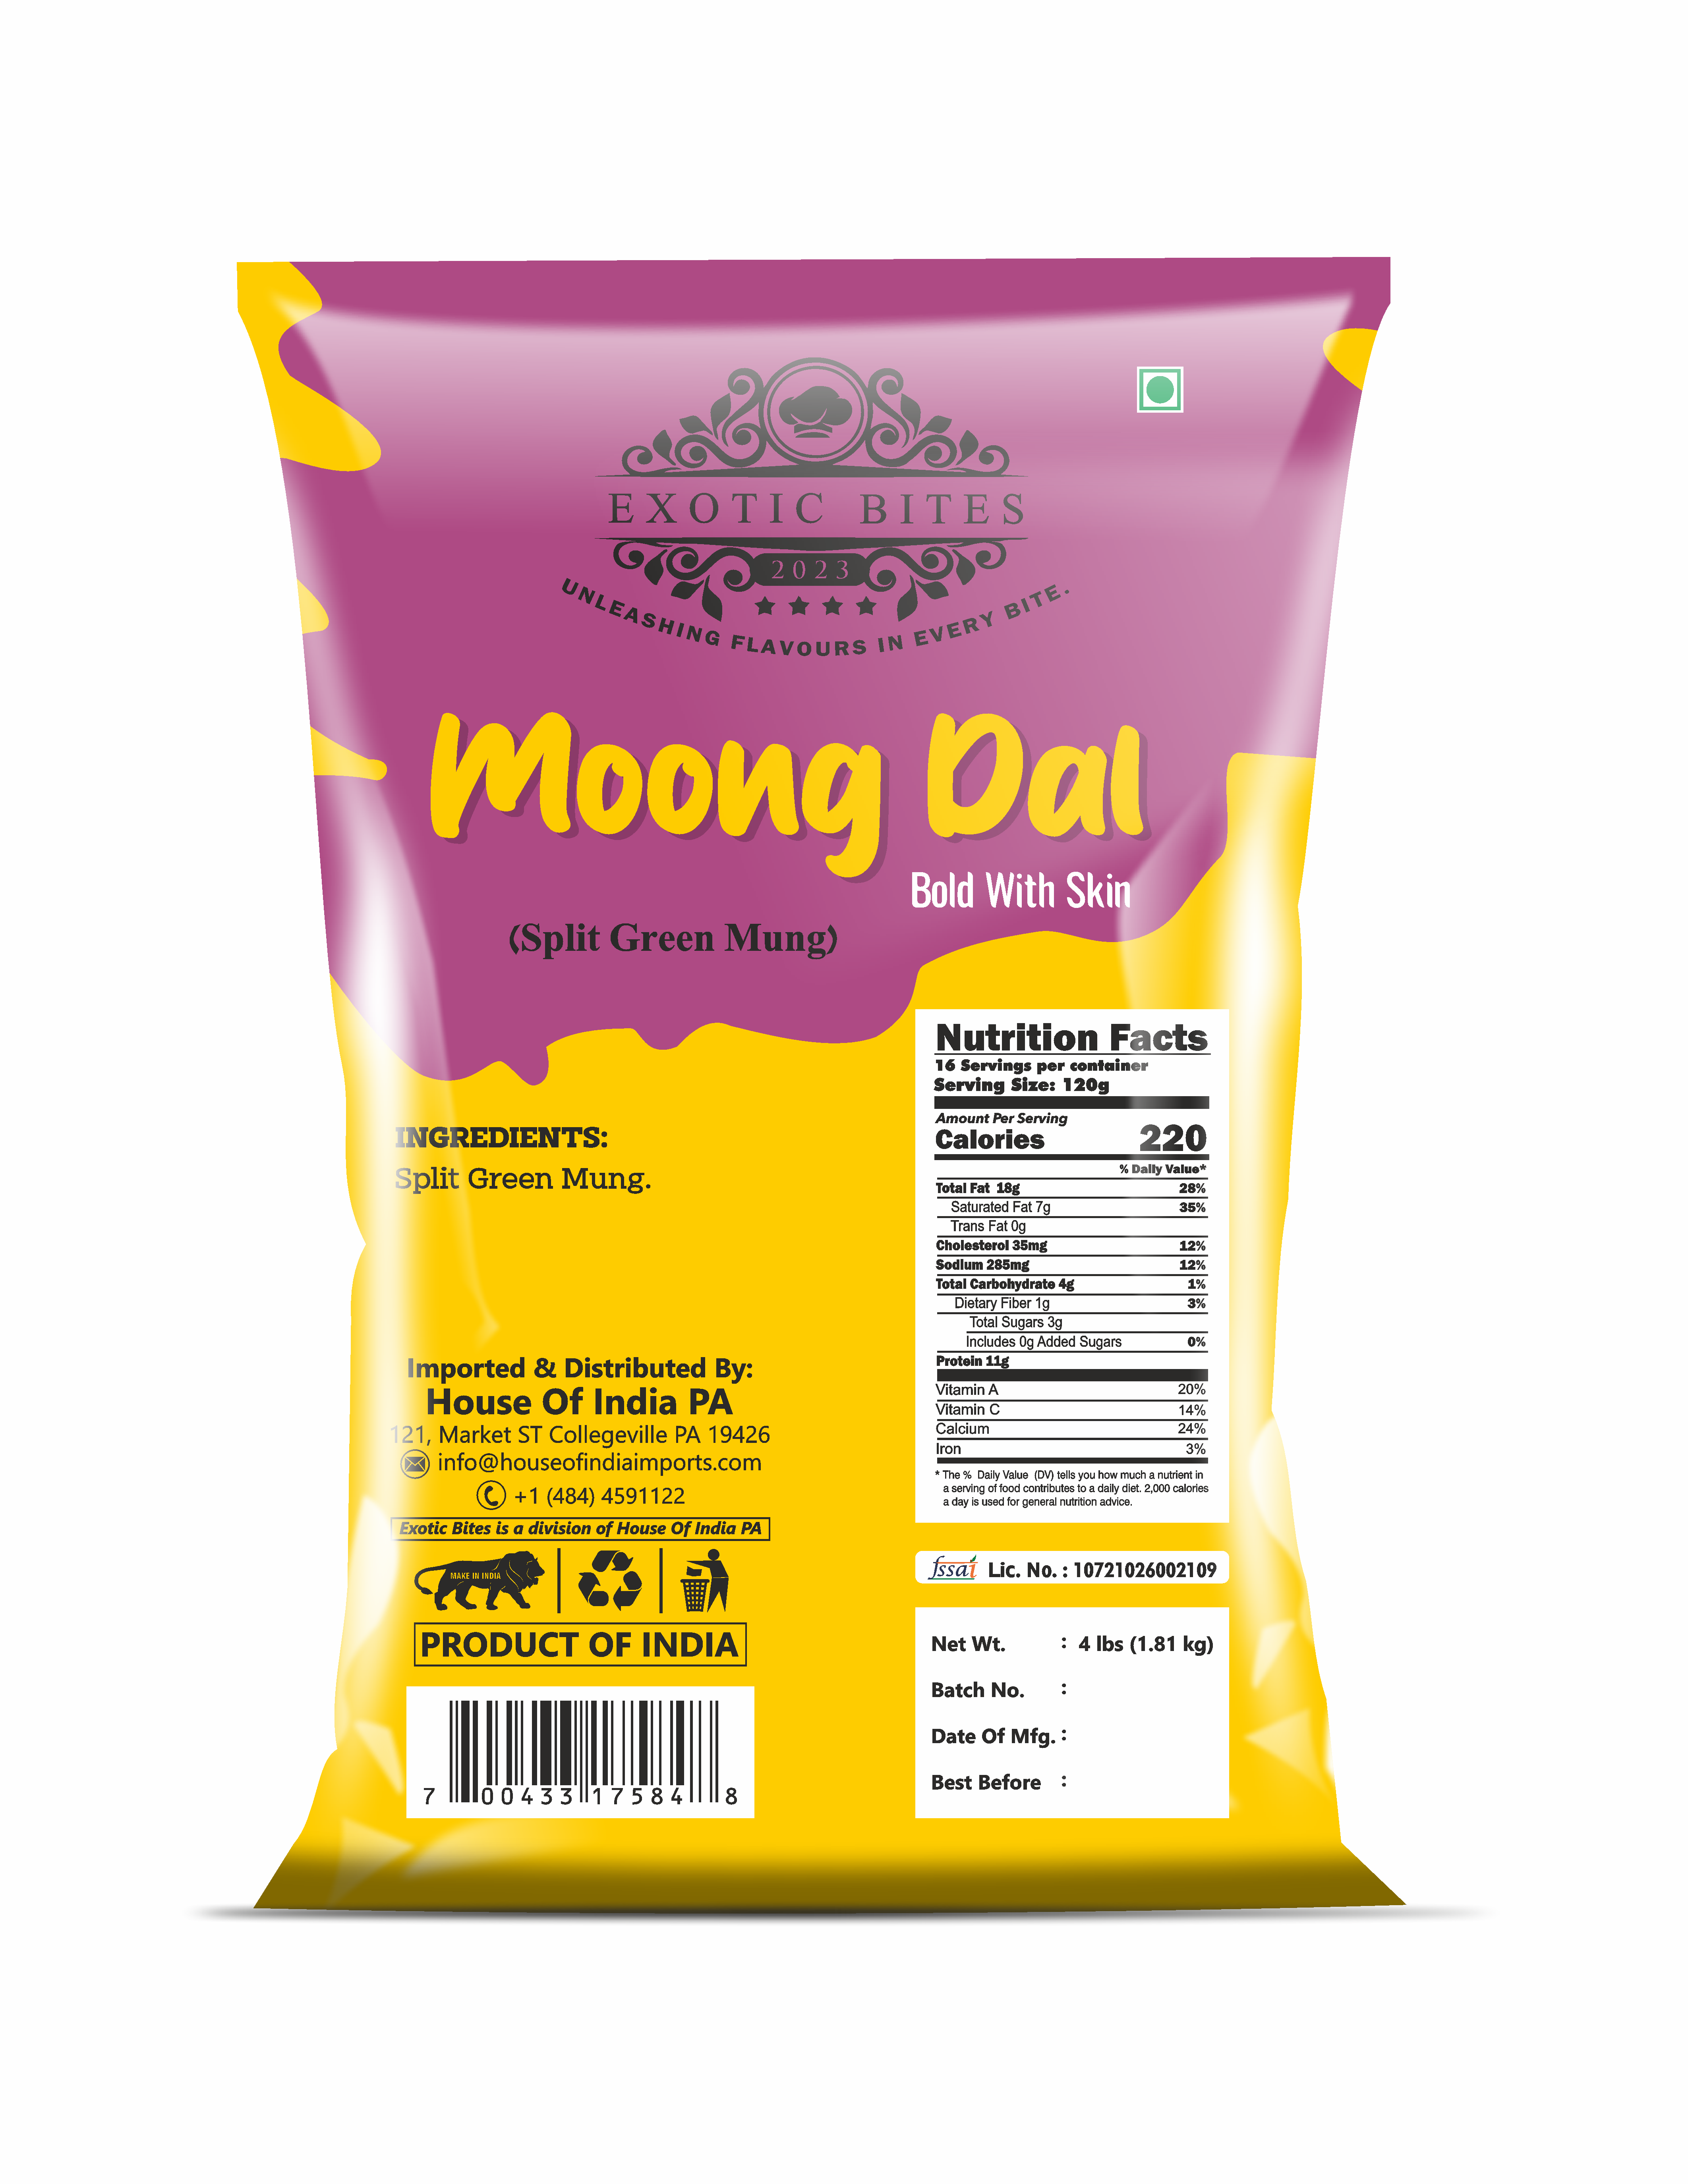 EXOTIC BITES
2023
UNLEASHING FLAVOURS IN EVERY BITE.
Moong Dal
Bold With Skin
(Split Green Mung)
INGREDIENTS:
Split Green Mung.
Imported & Distributed By:
House Of India PA
121, Market ST Collegeville PA 19426
info@houseofindiaimports.com
+1 (484) 4591122
Exotic Bites is a division of House Of India PA
MAKE IN INDIA
PRODUCT OF INDIA
7 00433 17584 8
Nutrition Facts
16 Servings per container
Serving Size: 120g
Amount Per Serving
Calories 220
% Daily Value*
Total Fat 18g 28%
Saturated Fat 7g 35%
Trans Fat 0g
Cholesterol 35mg 12%
Sodium 285mg 12%
Total Carbohydrate 4g 1%
Dietary Fiber 1g 3%
Total Sugars 3g
Includes 0g Added Sugars 0%
Protein 11g
Vitamin A 20%
Vitamin C 14%
Calcium 24%
Iron 3%
* The % Daily Value (DV) tells you how much a nutrient in
a serving of food contributes to a daily diet. 2,000 calories
a day is used for general nutrition advice.
fssai Lic. No. : 10721026002109
Net Wt. : 4 lbs (1.81 kg)
Batch No. :
Date Of Mfg. :
Best Before :